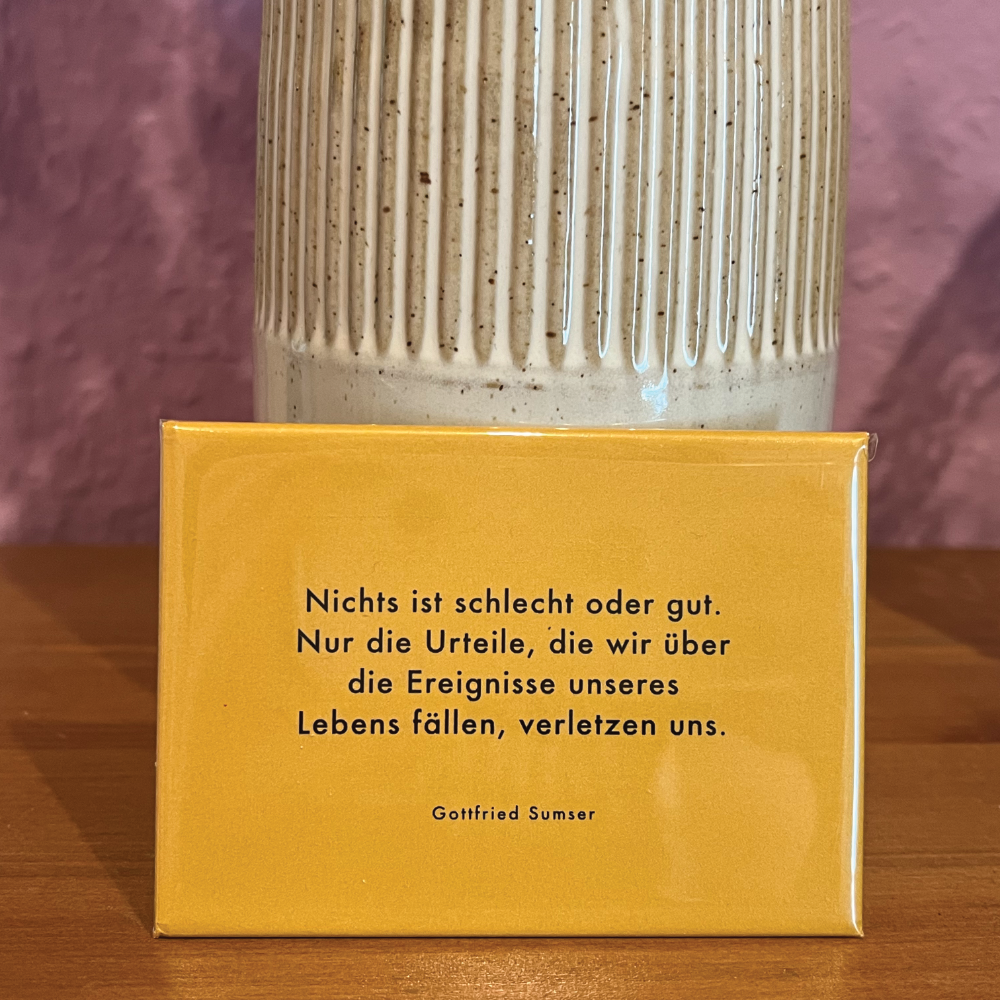 Nichts ist schlecht oder gut.
Nur die Urteile, die wir über
die Ereignisse unseres
Lebens fällen, verletzen uns.
Gottfried Sumser